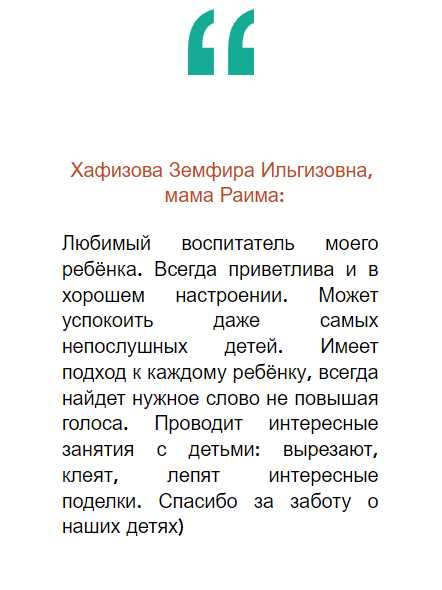 “
Хафизова Земфира Ильгизовна,
мама Раима:
Любимый воспитатель моего
ребёнка. Всегда приветлива и в
хорошем настроении. Может
успокоить даже самых
непослушных детей. Имеет
подход к каждому ребёнку, всегда
найдет нужное слово не повышая
голоса. Проводит интересные
занятия с детьми: вырезают,
клеят, лепят интересные
поделки. Спасибо за заботу о
наших детях)